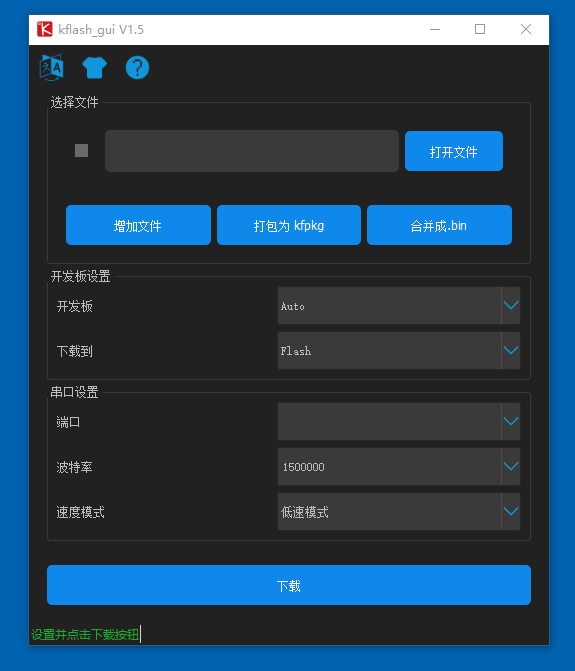 kflash_gui V1.5
选择文件
打开文件
增加文件 打包为 kfpkg 合并成.bin
开发板设置
开发板 Auto
下载到 Flash
串口设置
端口
波特率 1500000
速度模式 低速模式
下载
设置并点击下载按钮